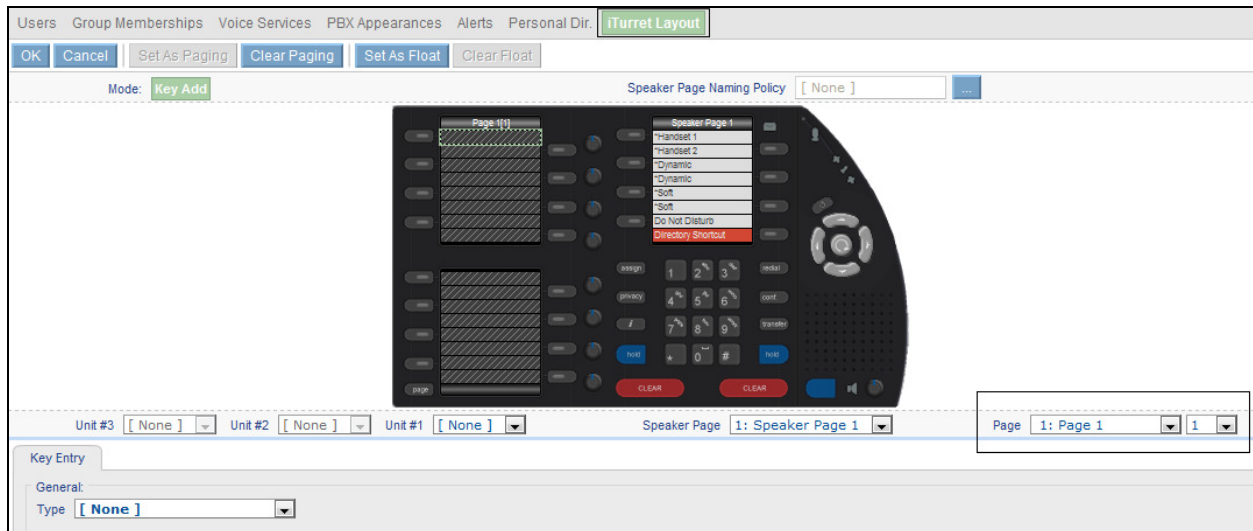 Users Group Memberships Voice Services PBX Appearances Alerts Personal Dir. iTurret Layout
OK Cancel Set As Paging Clear Paging Set As Float Clear Float
Mode: Key Add Speaker Page Naming Policy [ None ] ...
Page 1[1] Speaker Page 1
*Handset 1
*Handset 2
*Dynamic
*Dynamic
*Soft
*Soft
Do Not Disturb
Directory Shortcut
assign 1 2 3 redial
privacy 4 5 6 conf.
i 7 8 9 transfer
hold * 0 # hold
page CLEAR CLEAR
Unit #3 [ None ] Unit #2 [ None ] Unit #1 [ None ] Speaker Page 1: Speaker Page 1 Page 1: Page 1 1
Key Entry
General:
Type [ None ]